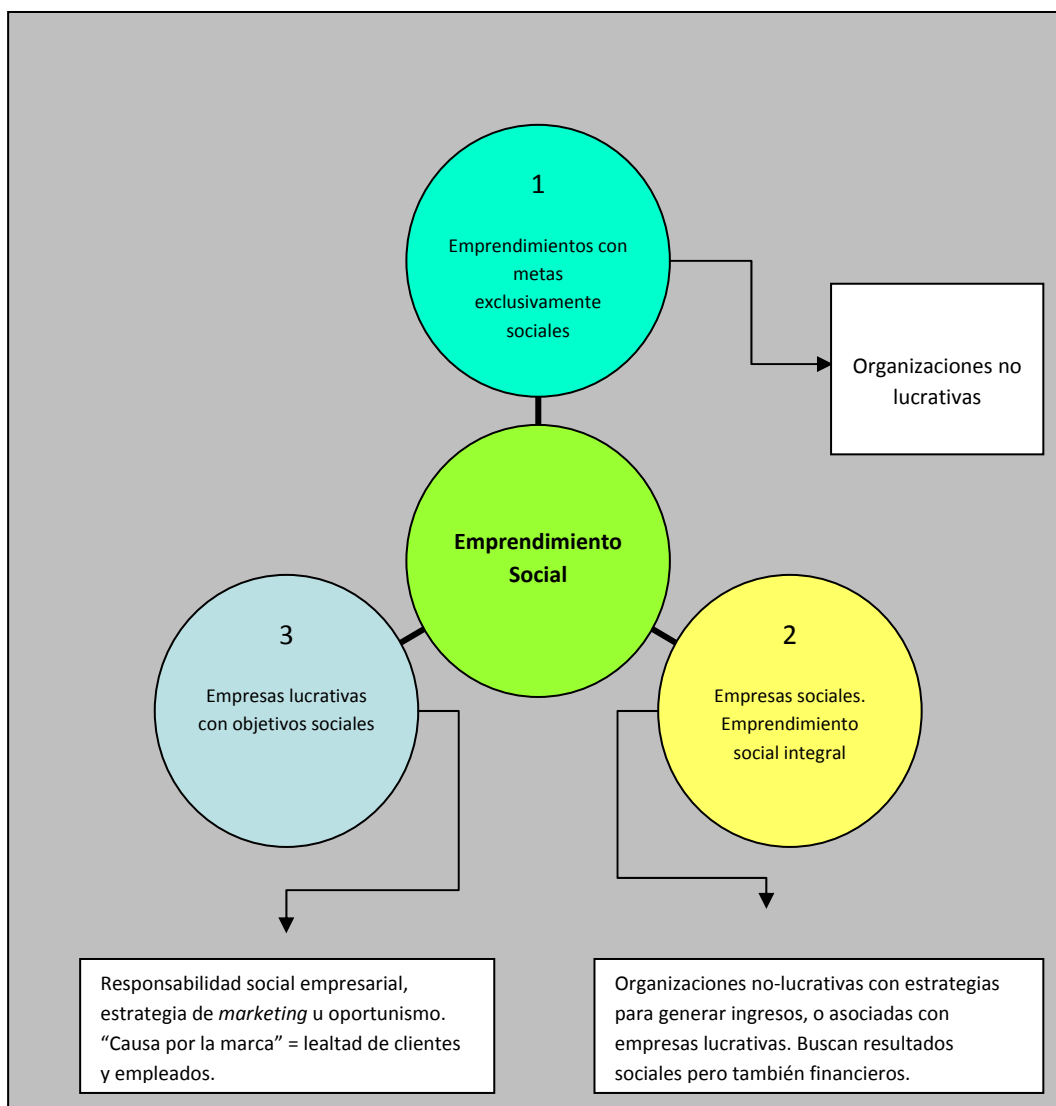 1
Emprendimientos con
metas
exclusivamente
sociales
Organizaciones no
lucrativas
Emprendimiento
Social
3
Empresas lucrativas
con objetivos sociales
2
Empresas sociales.
Emprendimiento
social integral
Responsabilidad social empresarial,
estrategia de marketing u oportunismo.
“Causa por la marca” = lealtad de clientes
y empleados.
Organizaciones no-lucrativas con estrategias
para generar ingresos, o asociadas con
empresas lucrativas. Buscan resultados
sociales pero también financieros.